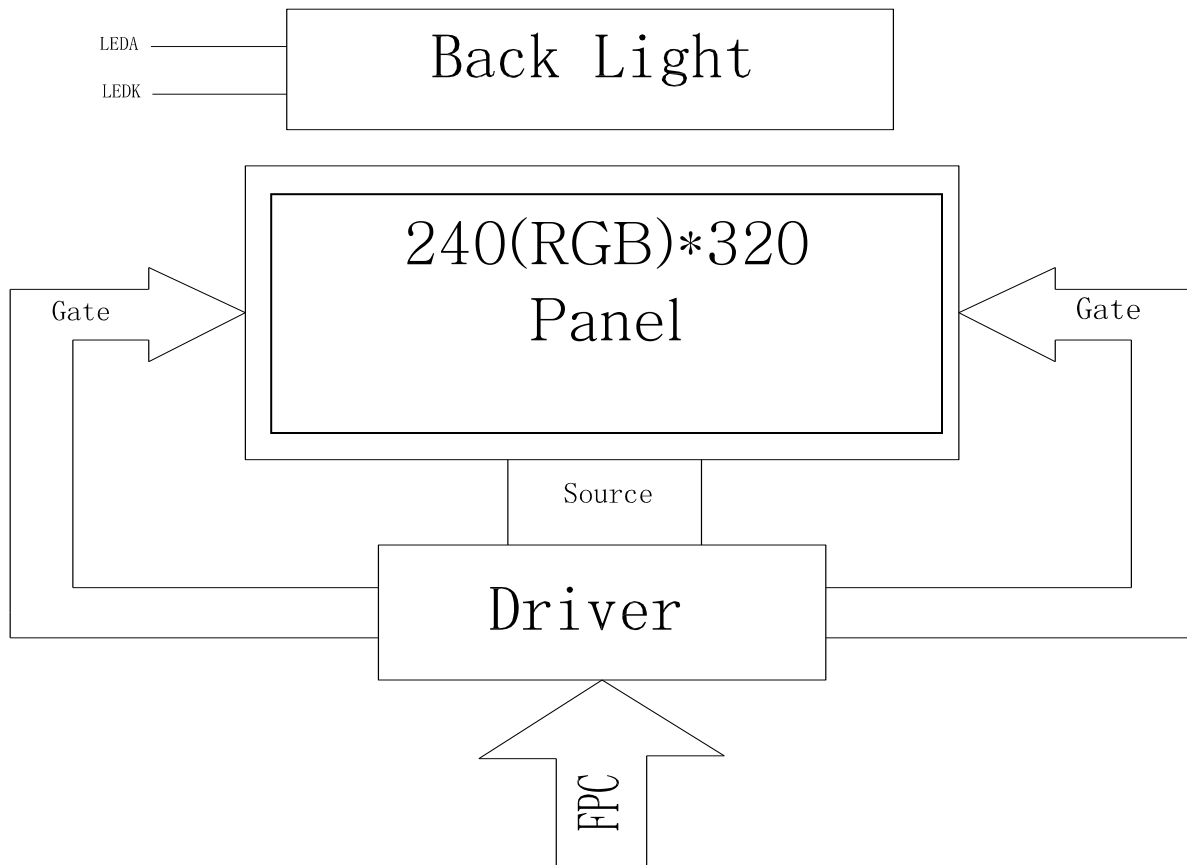 LEDA
Back Light
LEDK
240(RGB)*320
Panel
Gate
Gate
Source
Driver
FPC